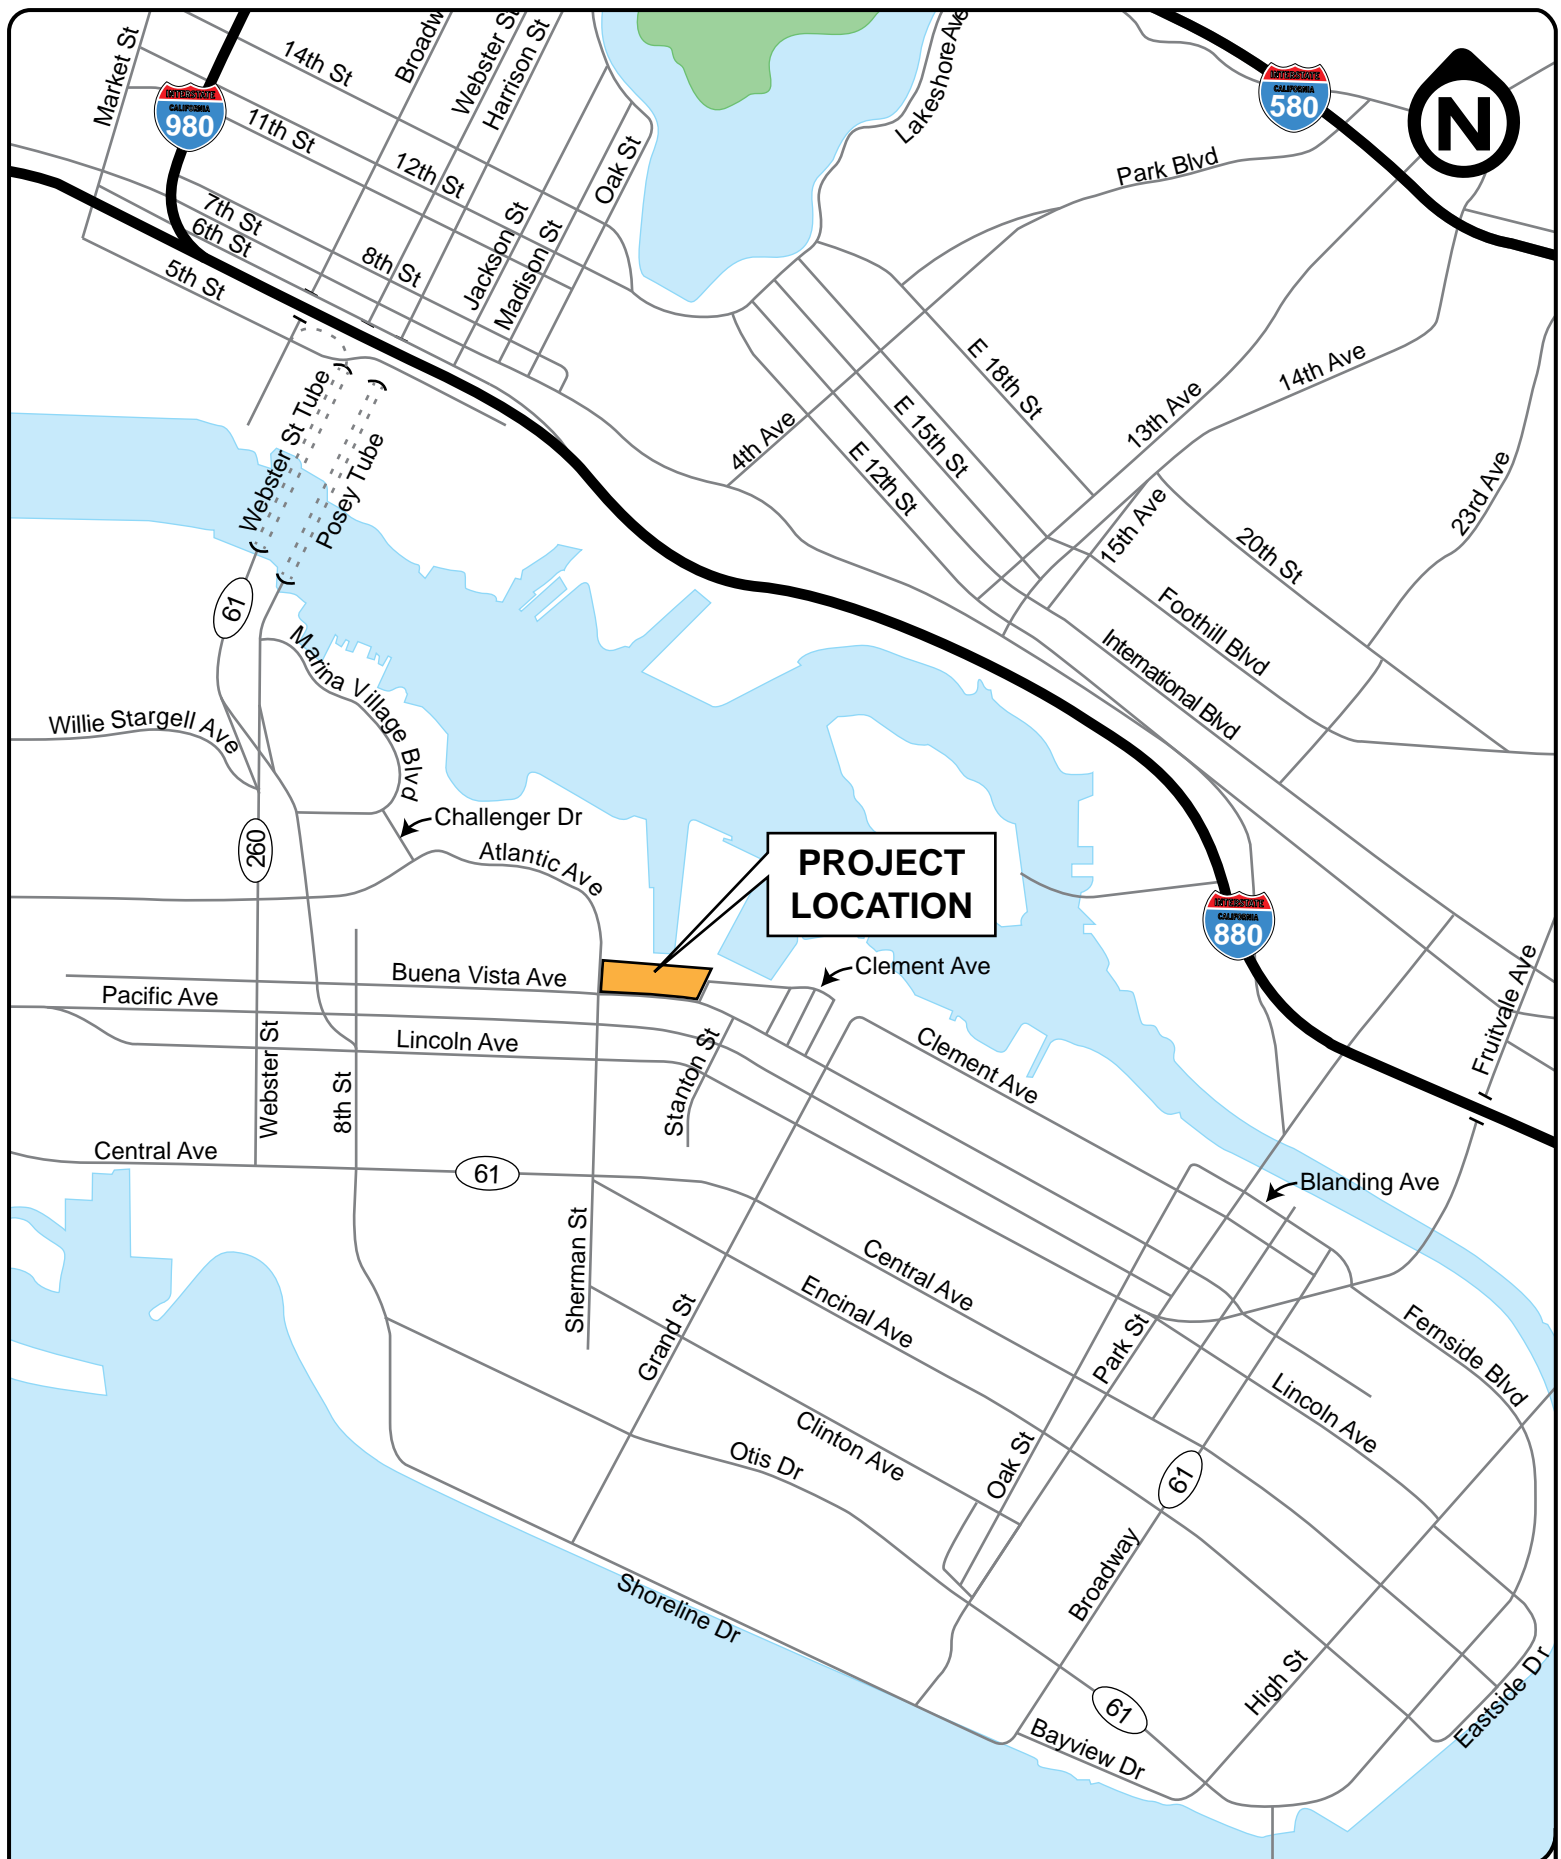 Market St
14th St
Broadw
Webster St
Harrison St
Lakeshore Ave
INTERSTATE
CALIFORNIA
980
INTERSTATE
CALIFORNIA
580
N
11th St
12th St
Oak St
Park Blvd
7th St
6th St
5th St
8th St
Jackson St
Madison St
Webster St Tube
Posey Tube
4th Ave
E 18th St
E 15th St
E 12th St
13th Ave
14th Ave
15th Ave
20th St
23rd Ave
Foothill Blvd
International Blvd
61
Marina Village Blvd
Willie Stargell Ave
Challenger Dr
260
Atlantic Ave
PROJECT
LOCATION
INTERSTATE
CALIFORNIA
880
Buena Vista Ave
Clement Ave
Pacific Ave
Lincoln Ave
Webster St
8th St
Stanton St
Clement Ave
Fruitvale Ave
Central Ave
61
Blanding Ave
Sherman St
Grand St
Central Ave
Encinal Ave
Park St
Fernside Blvd
Lincoln Ave
Clinton Ave
Otis Dr
Oak St
61
Broadway
Shoreline Dr
High St
61
Bayview Dr
Eastside Dr